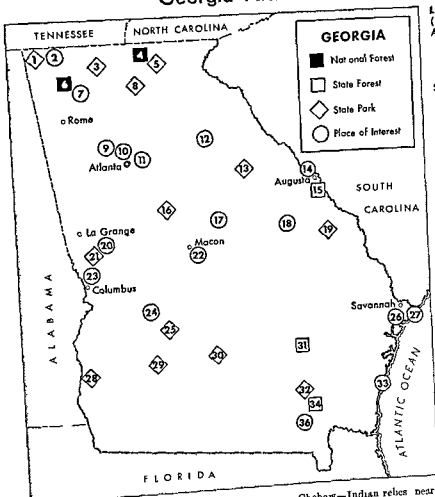 Georgia
TENNESSEE
NORTH CAROLINA
GEORGIA
National Forest
State Forest
State Park
Place of Interest
1
2
3
4
5
6
7
8
Rome
9
10
11
Atlanta
12
13
14
Augusta
15
SOUTH
CAROLINA
16
17
18
19
La Grange
20
21
Macon
22
23
Columbus
24
25
Savannah
26
27
28
29
30
31
32
33
34
36
ALABAMA
ATLANTIC OCEAN
FLORIDA
Indian relics near